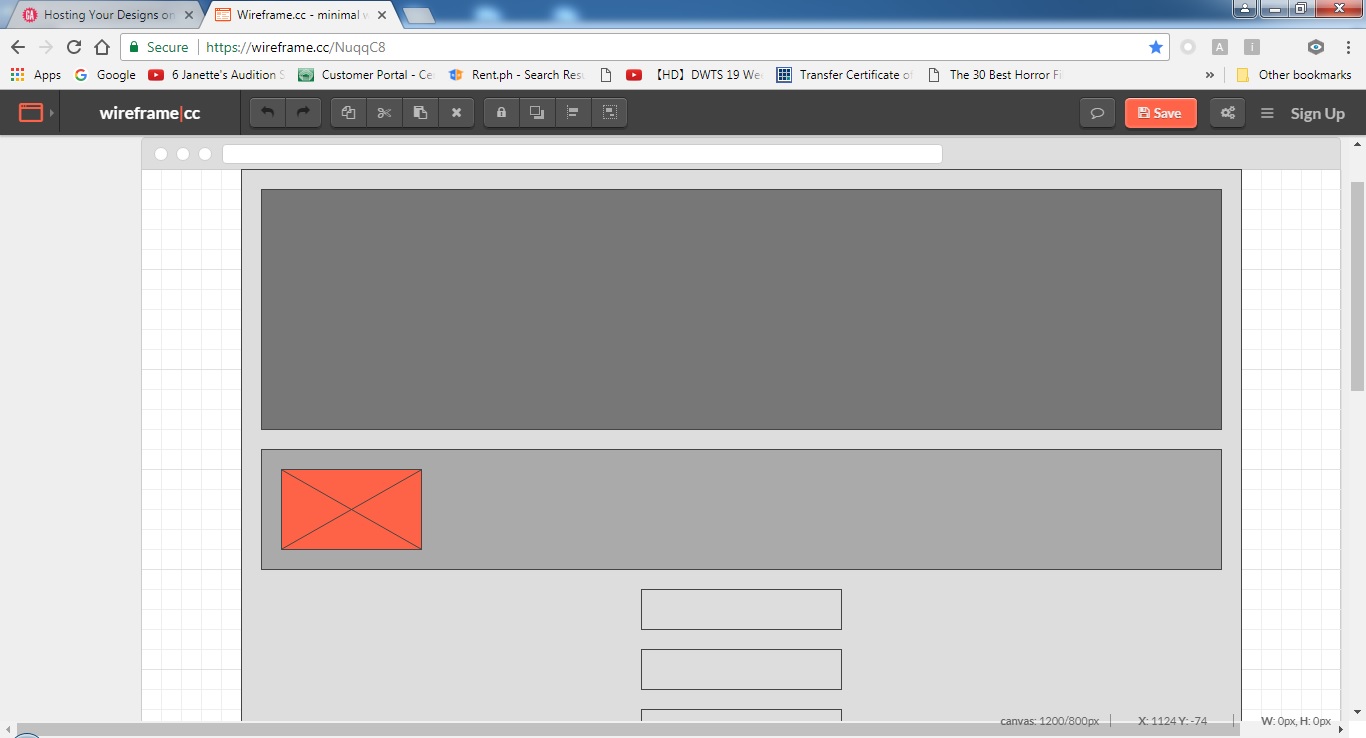 Hosting Your Designs on
Wireframe.cc - minimal w
Secure https://wireframe.cc/NuqqC8
A i
Apps Google 6 Janette's Audition S Customer Portal - Ce Rent.ph - Search Res 【HD】DWTS 19 We Transfer Certificate of The 30 Best Horror Fi » Other bookmarks
wireframe|cc Save Sign Up
canvas: 1200/800px X: 1124 Y: -74 W: 0px, H: 0px